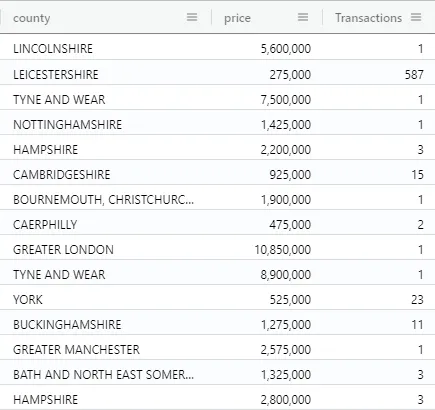 county price Transactions
LINCOLNSHIRE 5,600,000 1
LEICESTERSHIRE 275,000 587
TYNE AND WEAR 7,500,000 1
NOTTINGHAMSHIRE 1,425,000 1
HAMPSHIRE 2,200,000 3
CAMBRIDGESHIRE 925,000 15
BOURNEMOUTH, CHRISTCHURC... 1,900,000 1
CAERPHILLY 475,000 2
GREATER LONDON 10,850,000 1
TYNE AND WEAR 8,900,000 1
YORK 525,000 23
BUCKINGHAMSHIRE 1,275,000 11
GREATER MANCHESTER 2,575,000 1
BATH AND NORTH EAST SOMER... 1,325,000 3
HAMPSHIRE 2,800,000 3